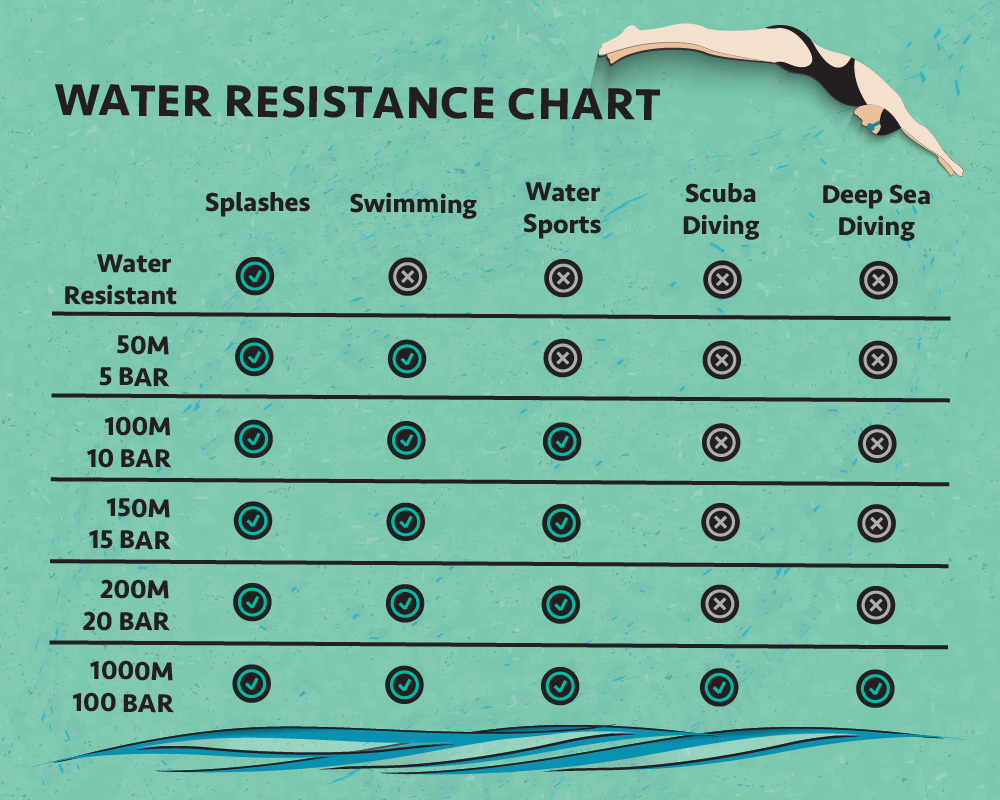 WATER RESISTANCE CHART
Splashes
Swimming
Water
Sports
Scuba
Diving
Deep Sea
Diving
Water
Resistant
50M
5 BAR
100M
10 BAR
150M
15 BAR
200M
20 BAR
1000M
100 BAR